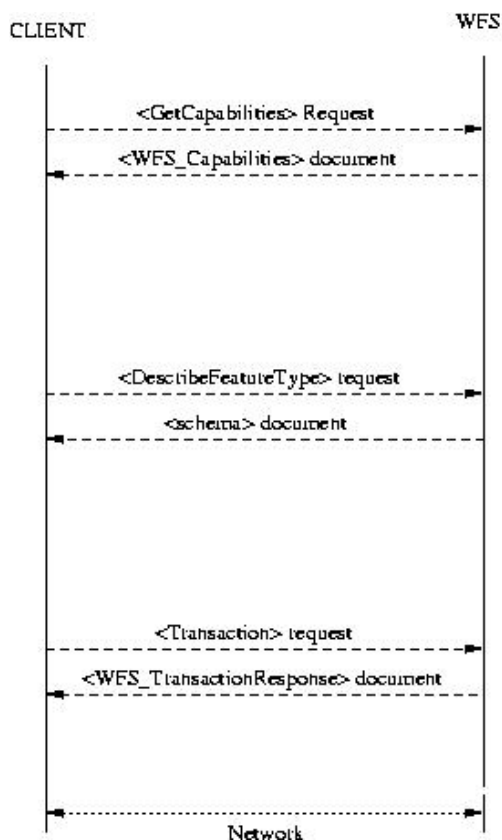 CLIENT
WFS
<GetCapabilities> Request
<WFS_Capabilities> document
<DescribeFeatureType> request
<schema> document
<Transaction> request
<WFS_TransactionResponse> document
Network